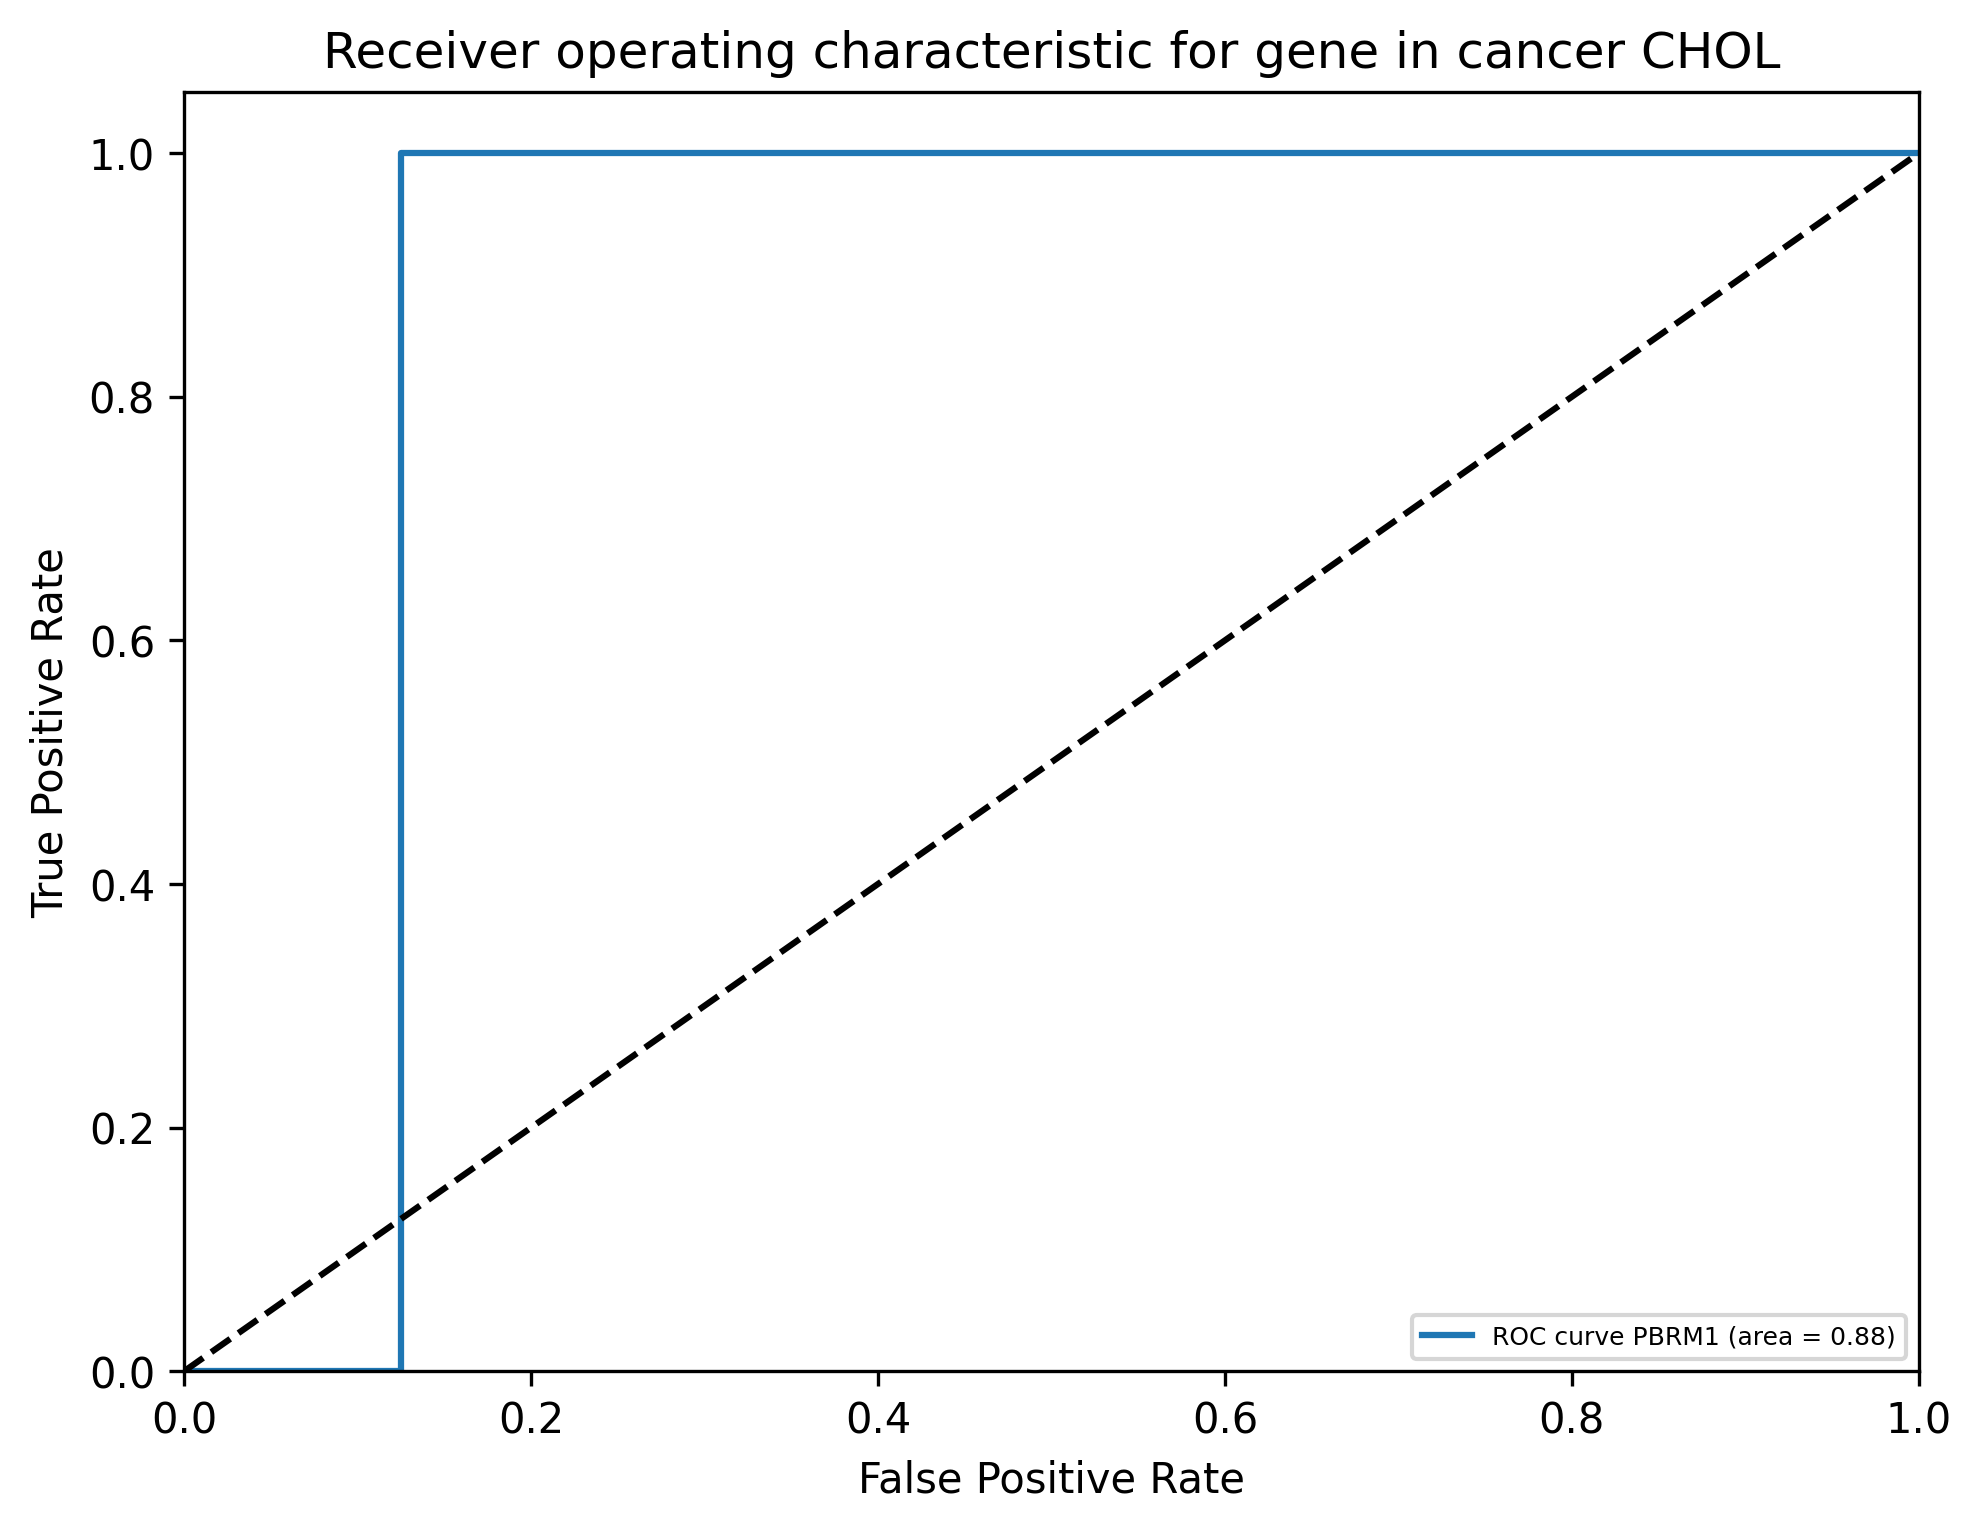 Receiver operating characteristic for gene in cancer CHOL
1.0
0.8
0.6
0.4
0.2
0.0
True Positive Rate
ROC curve PBRM1 (area = 0.88)
0.0 0.2 0.4 0.6 0.8 1.0
False Positive Rate